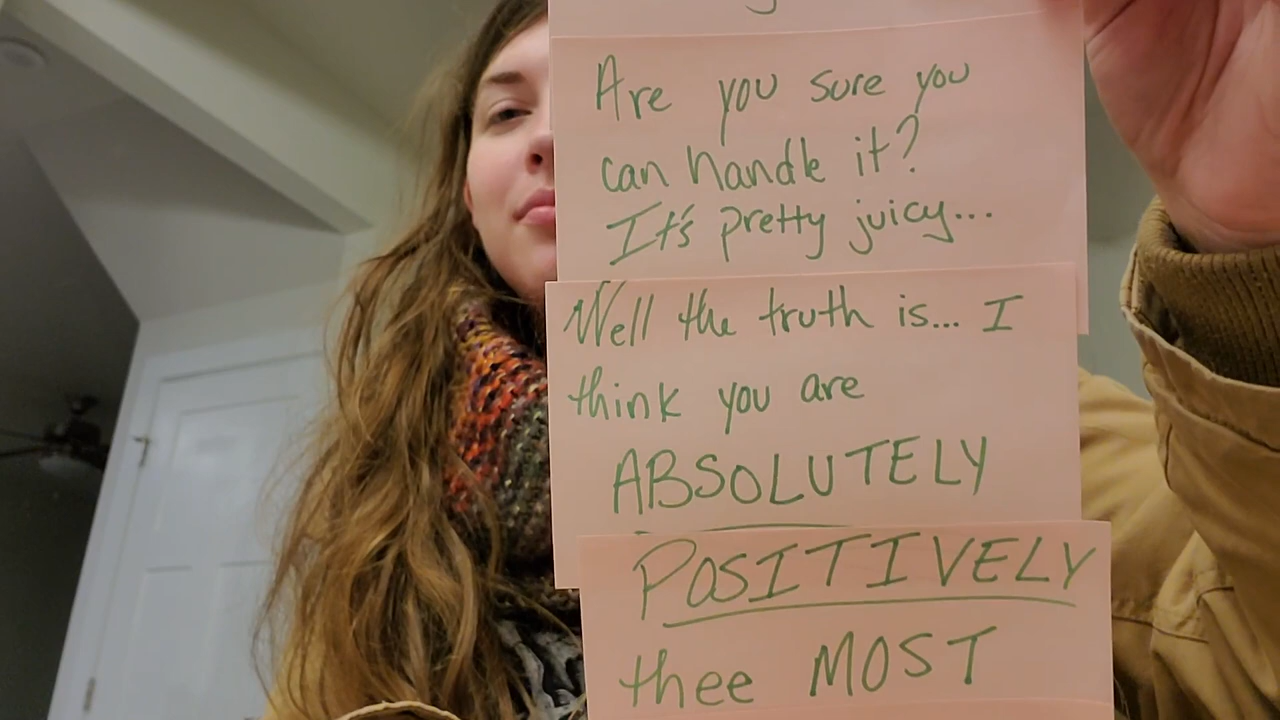 Are you sure you
can handle it?
It's pretty juicy...
Well the truth is... I
think you are
ABSOLUTELY
POSITIVELY
thee MOST